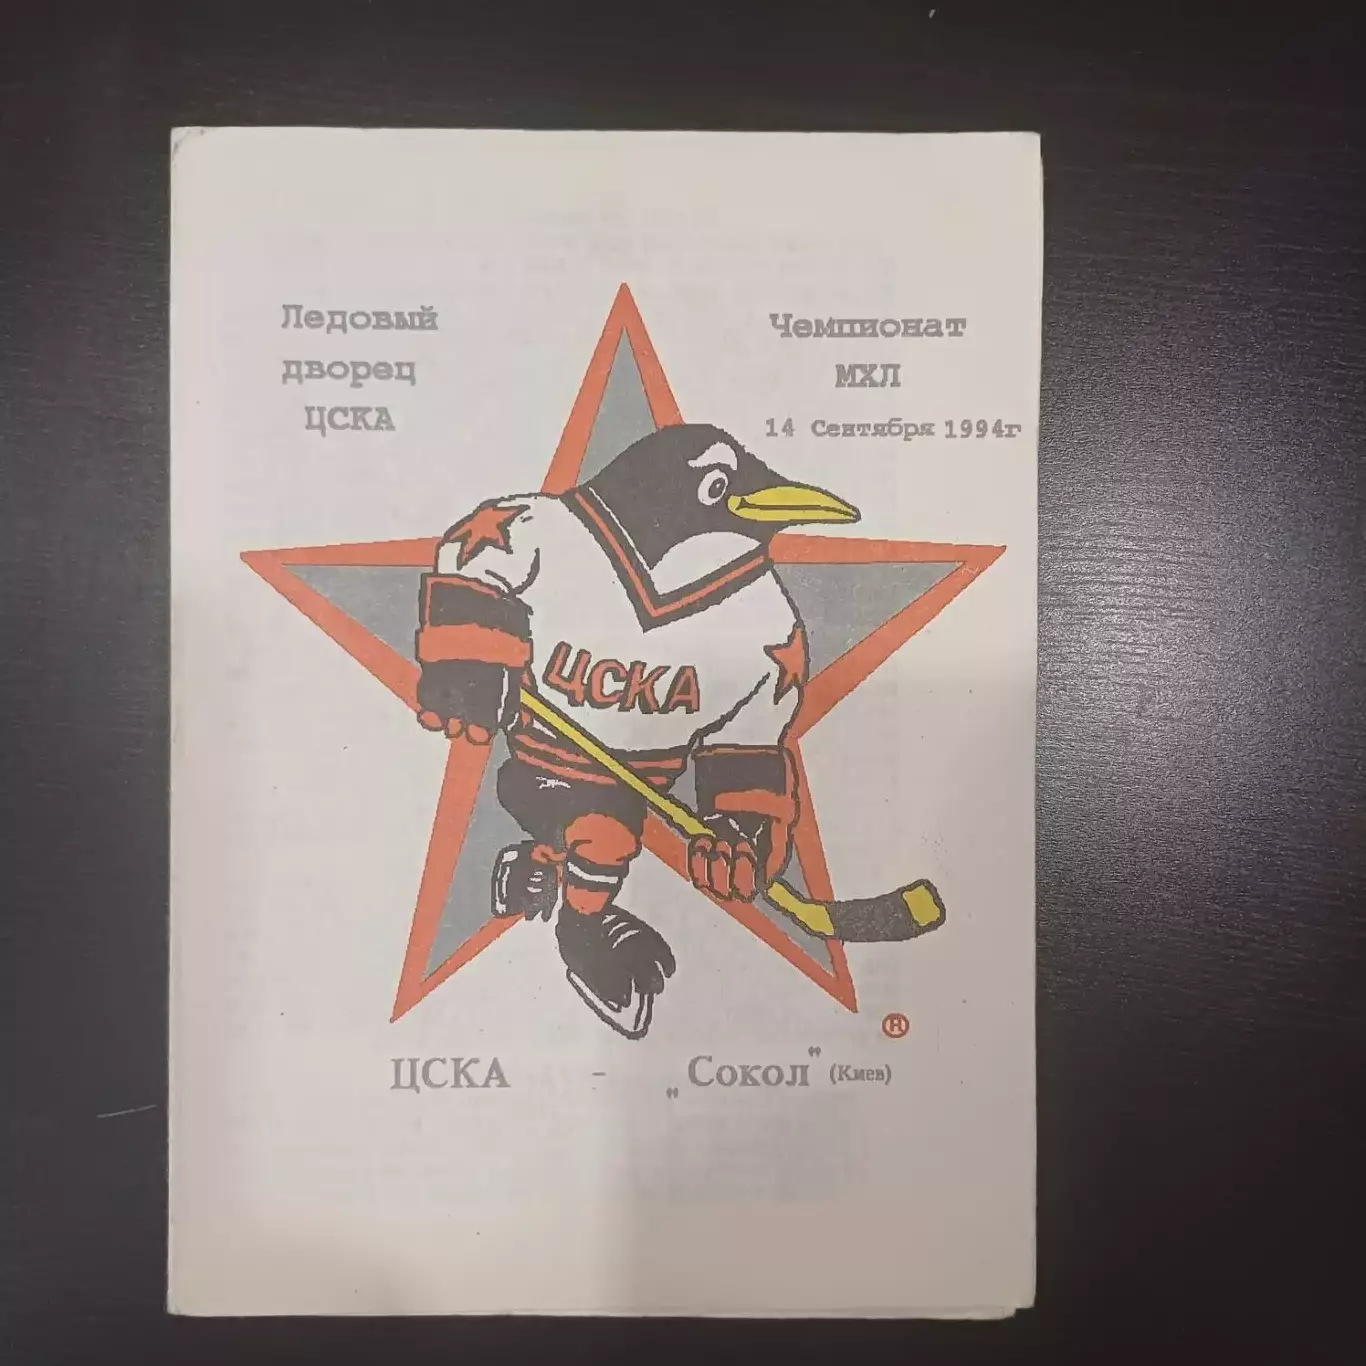 Ледовый
дворец
ЦСКА
Чемпионат
МХЛ
14 Сентября 1994г
ЦСКА
®
ЦСКА - „Сокол" (Киев)